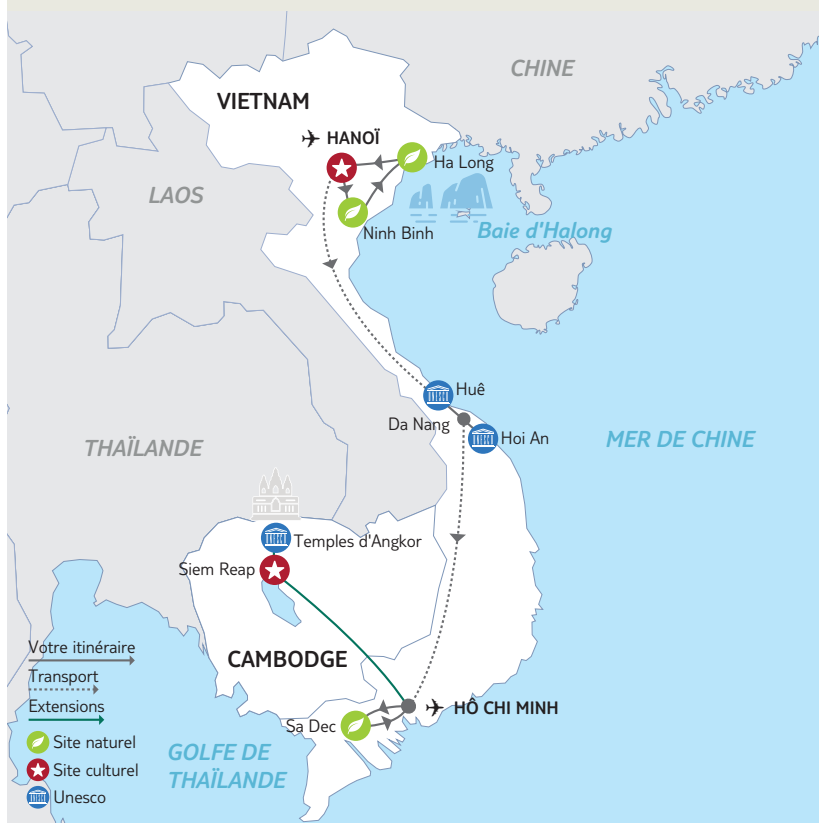 CHINE
VIETNAM
HANOÏ
Ha Long
LAOS
Baie d'Halong
Ninh Binh
Huê
Da Nang
Hoi An
MER DE CHINE
THAÏLANDE
Temples d'Angkor
Siem Reap
CAMBODGE
HÔ CHI MINH
Sa Dec
GOLFE DE
THAÏLANDE
Votre itinéraire
Transport
Extensions
Site naturel
Site culturel
Unesco